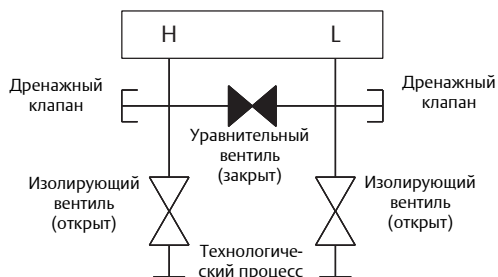 H L
Дренажный
клапан
Дренажный
клапан
Уравнительный
вентиль
(закрыт)
Изолирующий
вентиль
(открыт)
Изолирующий
вентиль
(открыт)
Технологиче-
ский процесс